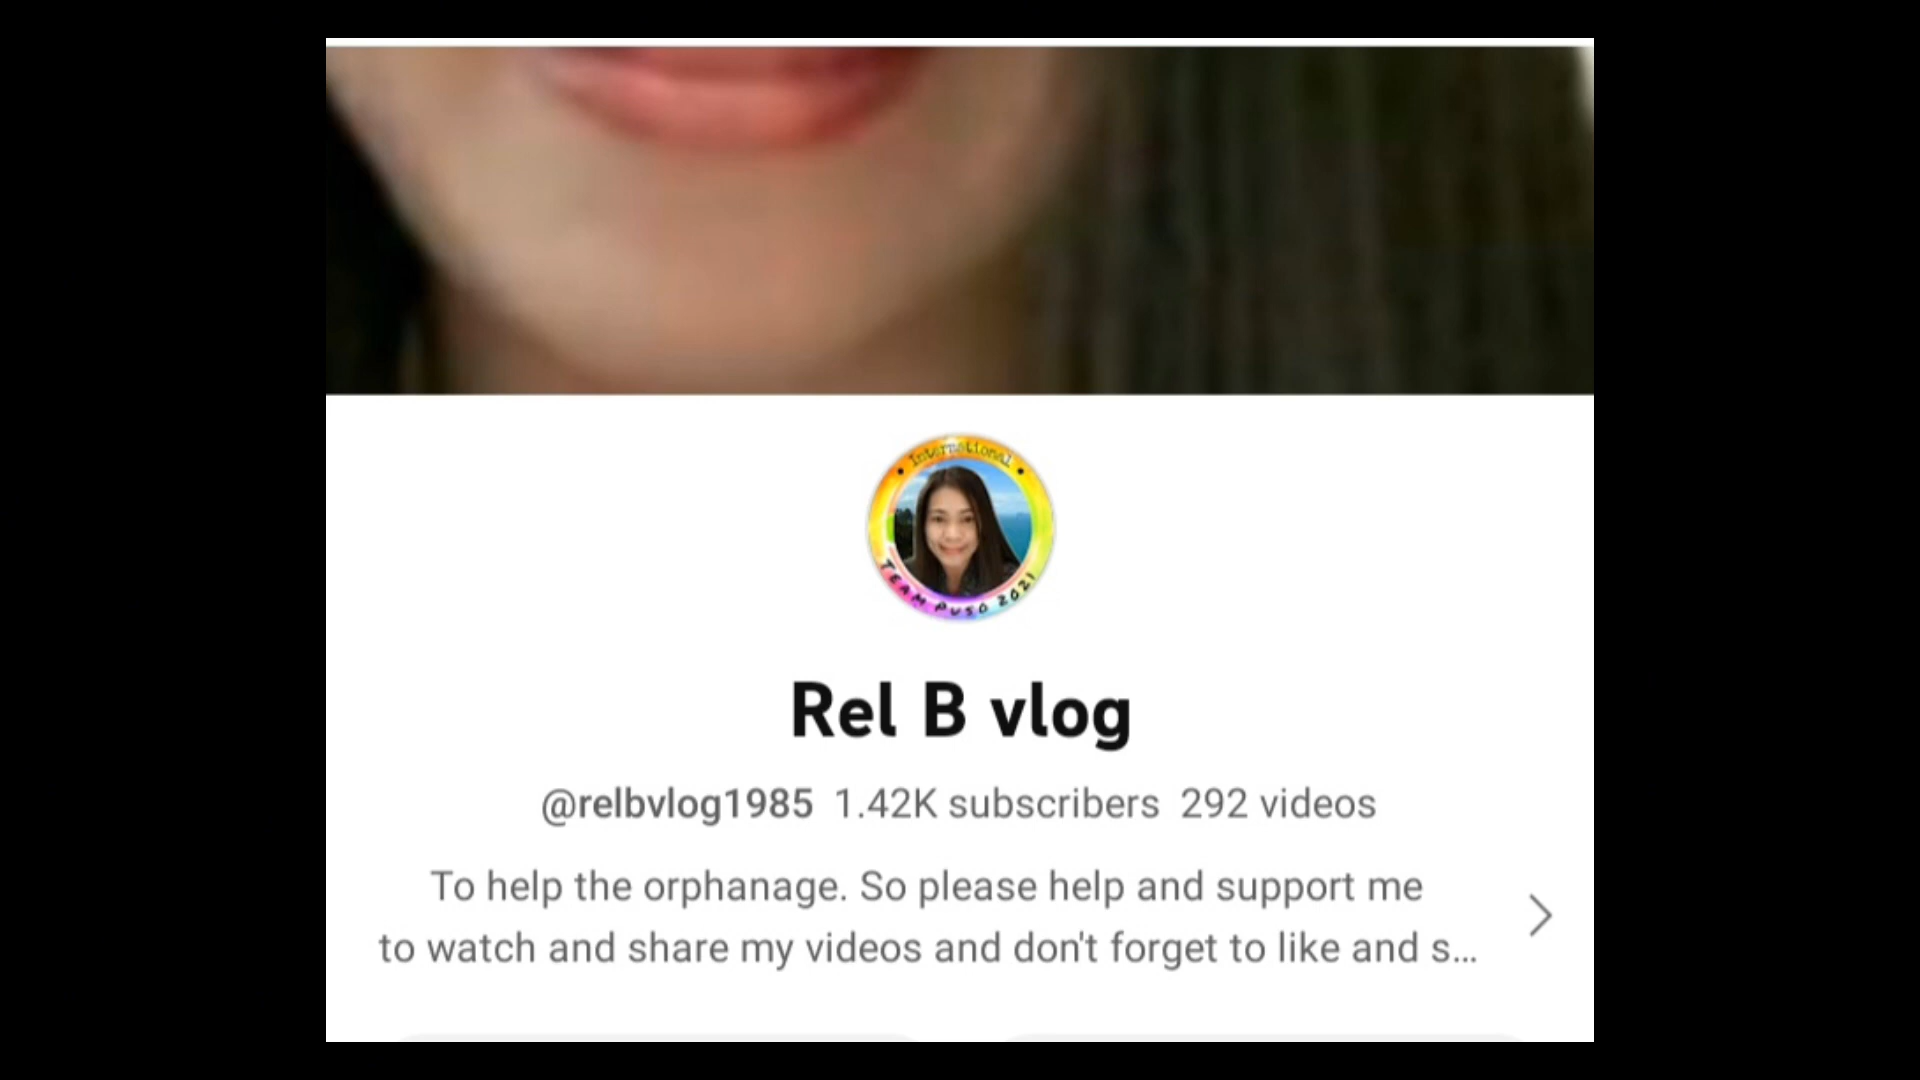 International
TEAM PUSO 2021
Rel B vlog
@relbvlog1985 1.42K subscribers 292 videos
To help the orphanage. So please help and support me
to watch and share my videos and don't forget to like and s...